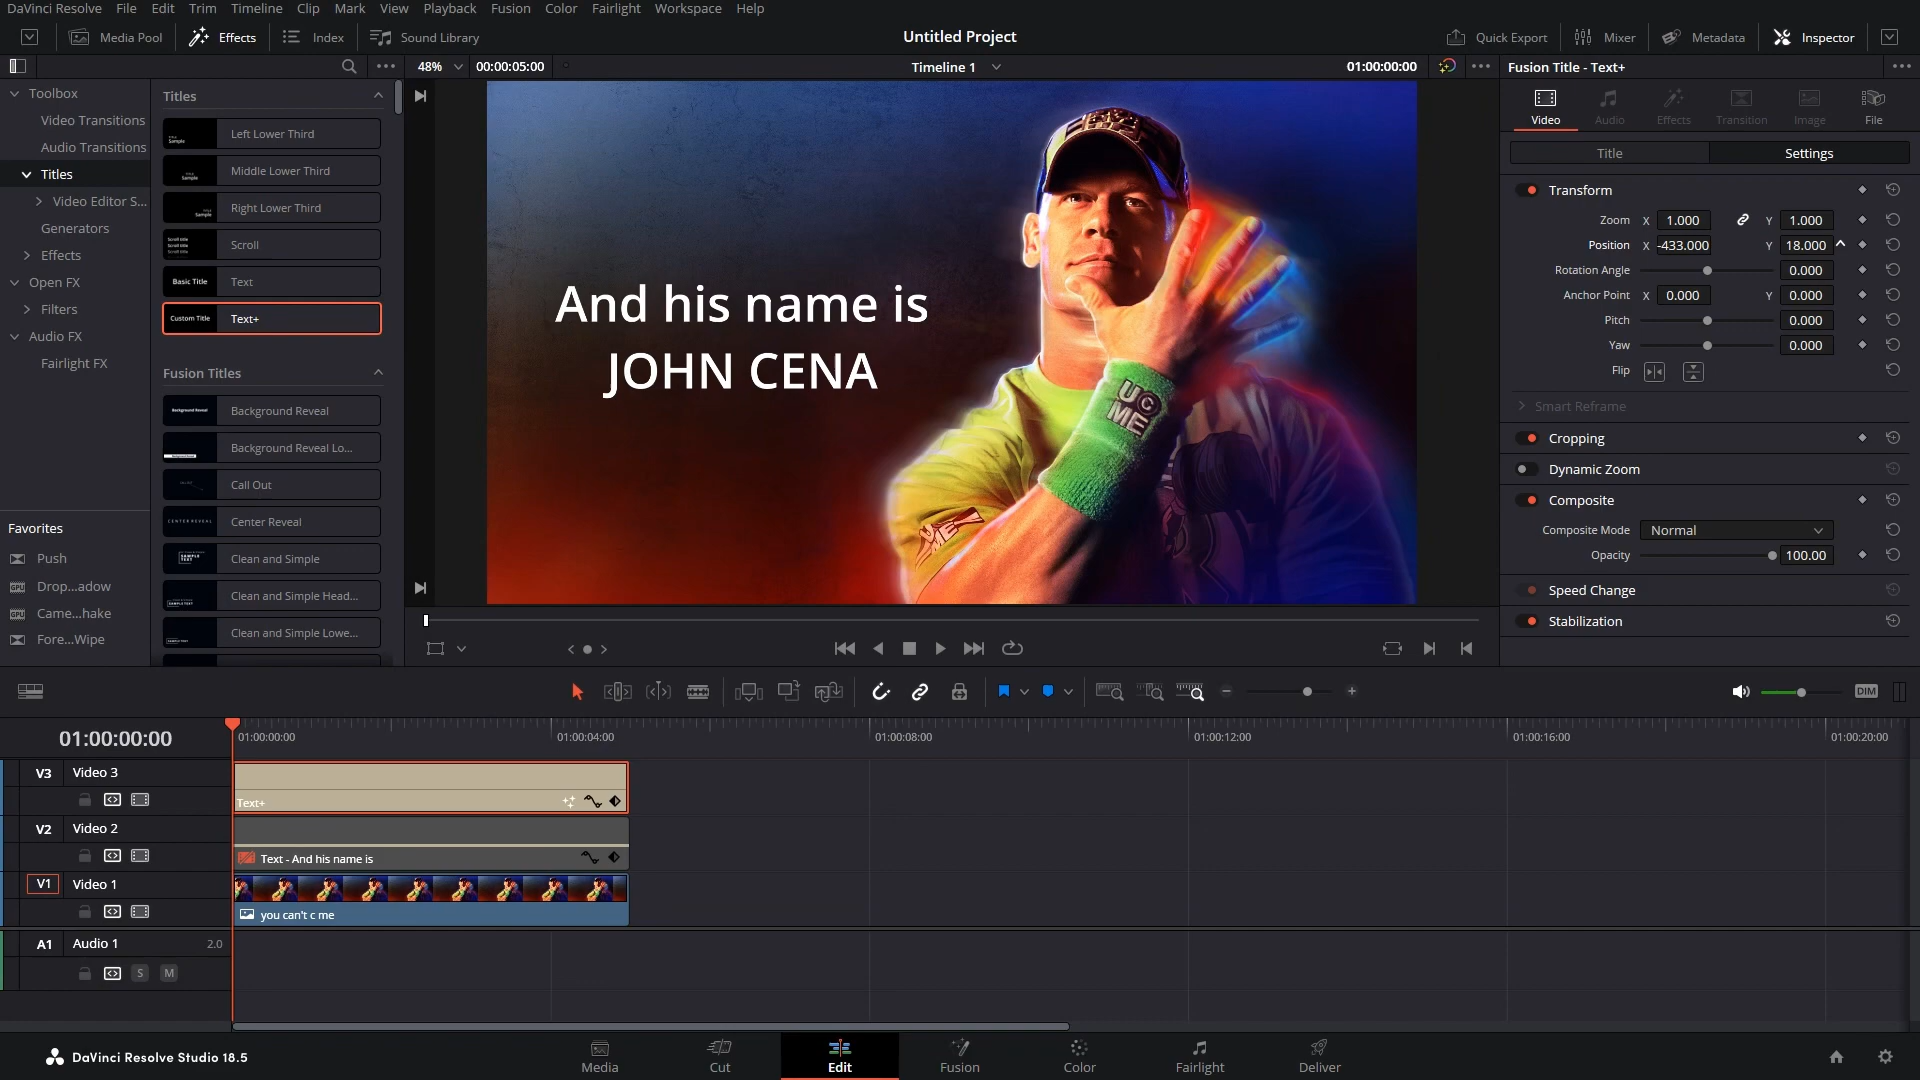 DaVinci Resolve File Edit Trim Timeline Clip Mark View Playback Fusion Color Fairlight Workspace Help
Media Pool Effects Index Sound Library Untitled Project Quick Export Mixer Metadata Inspector
48% 00:00:05:00 Timeline 1 01:00:00:00 Fusion Title - Text+
Toolbox
Video Transitions
Audio Transitions
Titles
Video Editor S...
Generators
Effects
Open FX
Filters
Audio FX
Fairlight FX
Favorites
Push
Drop...adow
Came...hake
Fore...Wipe
Titles
Left Lower Third
Middle Lower Third
Right Lower Third
Scroll
Basic Title Text
Custom Title Text+
Fusion Titles
Background Reveal Background Reveal
Background Reveal Lo...
Call Out
CENTER REVEAL Center Reveal
Clean and Simple
Clean and Simple Head...
Clean and Simple Lowe...
And his name is
JOHN CENA
U C
ME
Video Audio Effects Transition Image File
Title Settings
Transform
Zoom X 1.000 Y 1.000
Position X -433.000 Y 18.000
Rotation Angle 0.000
Anchor Point X 0.000 Y 0.000
Pitch 0.000
Yaw 0.000
Flip
Smart Reframe
Cropping
Dynamic Zoom
Composite
Composite Mode Normal
Opacity 100.00
Speed Change
Stabilization
DIM
01:00:00:00 01:00:00:00 01:00:04:00 01:00:08:00 01:00:12:00 01:00:16:00 01:00:20:00
V3 Video 3
Text+
V2 Video 2
Text - And his name is
V1 Video 1
you can't c me
A1 Audio 1 2.0
S M
DaVinci Resolve Studio 18.5 Media Cut Edit Fusion Color Fairlight Deliver